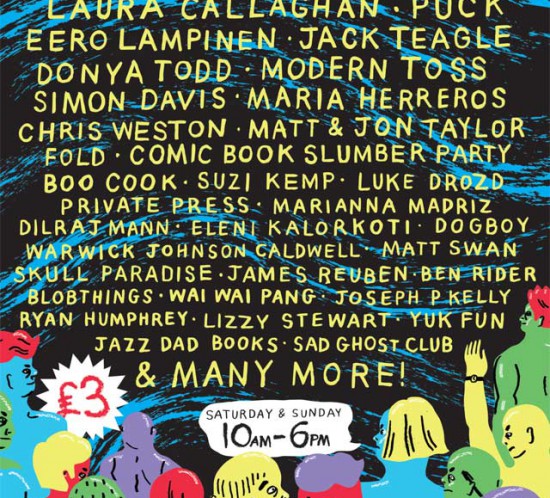 LAURA CALLAGHAN · PUCK
EERO LAMPINEN · JACK TEAGLE
DONYA TODD · MODERN TOSS
SIMON DAVIS · MARIA HERREROS
CHRIS WESTON · MATT & JON TAYLOR
FOLD · COMIC BOOK SLUMBER PARTY
BOO COOK · SUZI KEMP · LUKE DROZD
PRIVATE PRESS · MARIANNA MADRIZ
DILRAJ MANN · ELENI KALORKOTI · DOGBOY
WARWICK JOHNSON CALDWELL · MATT SWAN
SKULL PARADISE · JAMES REUBEN · BEN RIDER
BLOBTHINGS · WAI WAI PANG · JOSEPH P KELLY
RYAN HUMPHREY · LIZZY STEWART · YUK FUN
JAZZ DAD BOOKS · SAD GHOST CLUB
& MANY MORE!
£3
SATURDAY & SUNDAY
10AM-6PM